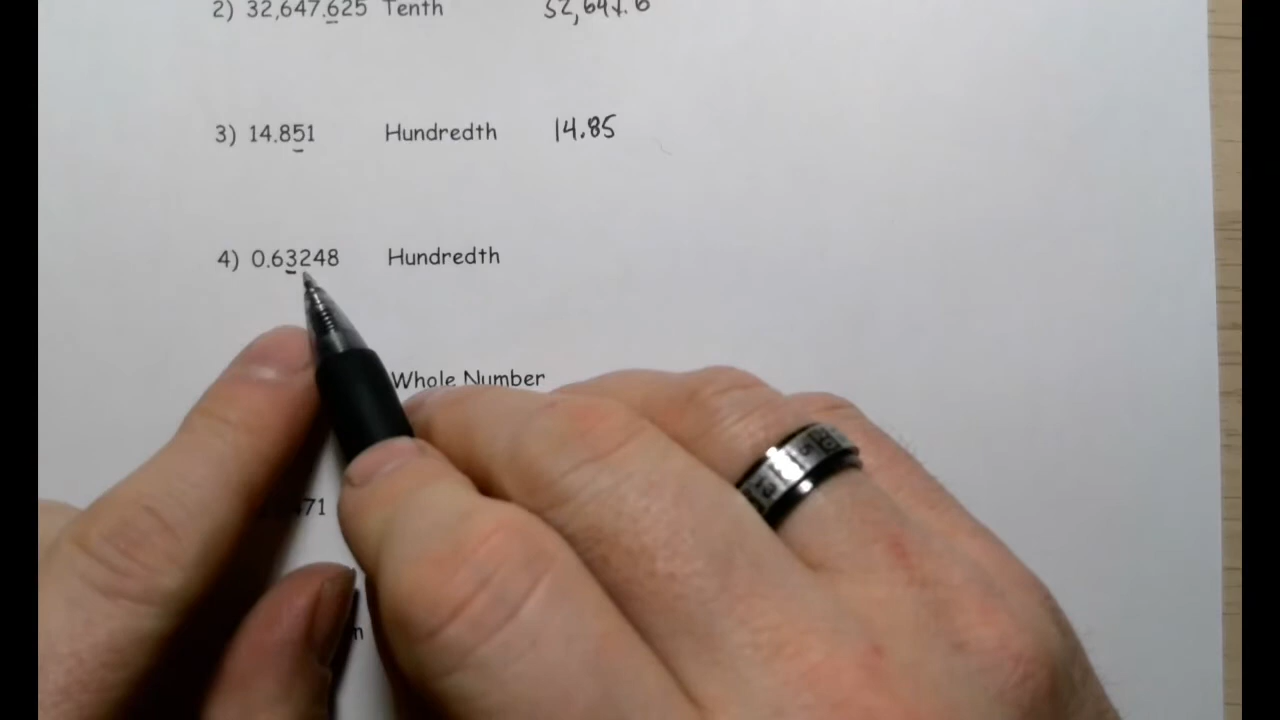 2) 32,647.625 Tenth 32,647.6
3) 14.851 Hundredth 14.85
4) 0.63248 Hundredth
Whole Number